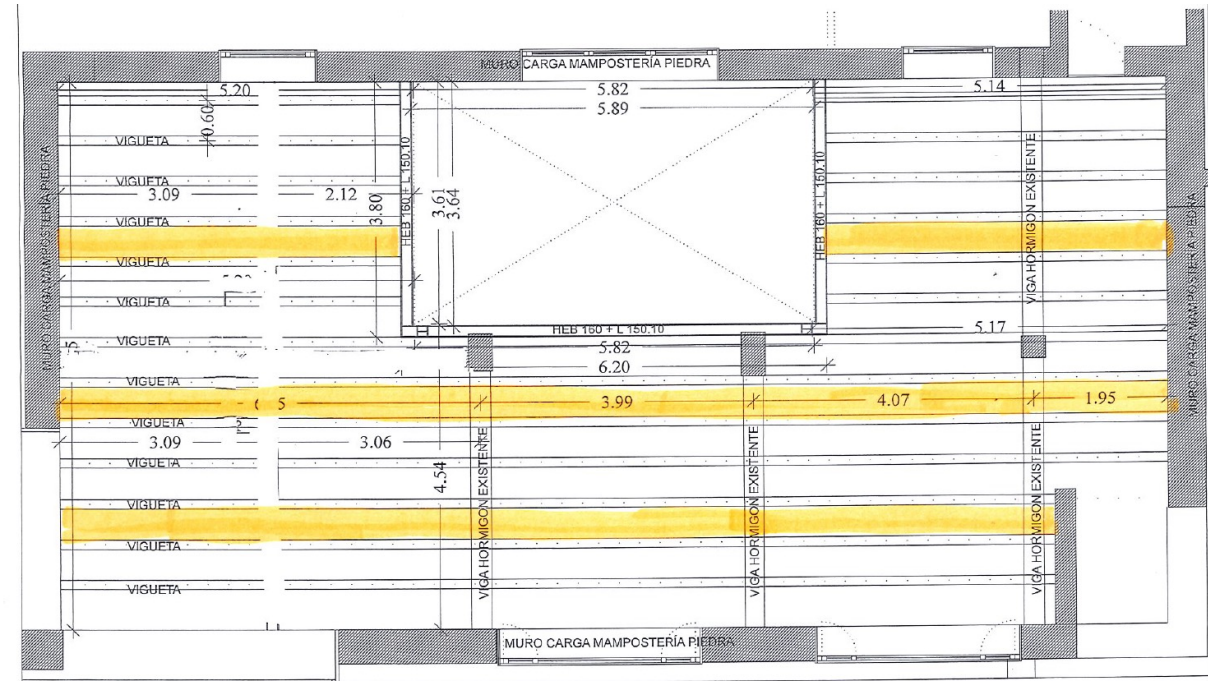 MURO CARGA MAMPOSTERÍA PIEDRA
5.20
5.82
5.14
5.89
0.60
VIGUETA
HEB 160 + L 150.10
HEB 160 + L 150.10
VIGA HORMIGON EXISTENTE
MURO CARGA MAMPOSTERÍA PIEDRA
MURO CARGA MAMPOSTERÍA PIEDRA
VIGUETA
3.09
2.12
3.80
3.61
3.64
VIGUETA
VIGUETA
VIGUETA
HEB 160 + L 150.10
5.17
VIGUETA
5.82
6.20
VIGUETA
3.99
4.07
1.95
VIGUETA
3.09
3.06
4.54
VIGUETA
VIGA HORMIGON EXISTENTE
VIGA HORMIGON EXISTENTE
VIGA HORMIGON EXISTENTE
VIGUETA
VIGUETA
VIGUETA
MURO CARGA MAMPOSTERÍA PIEDRA